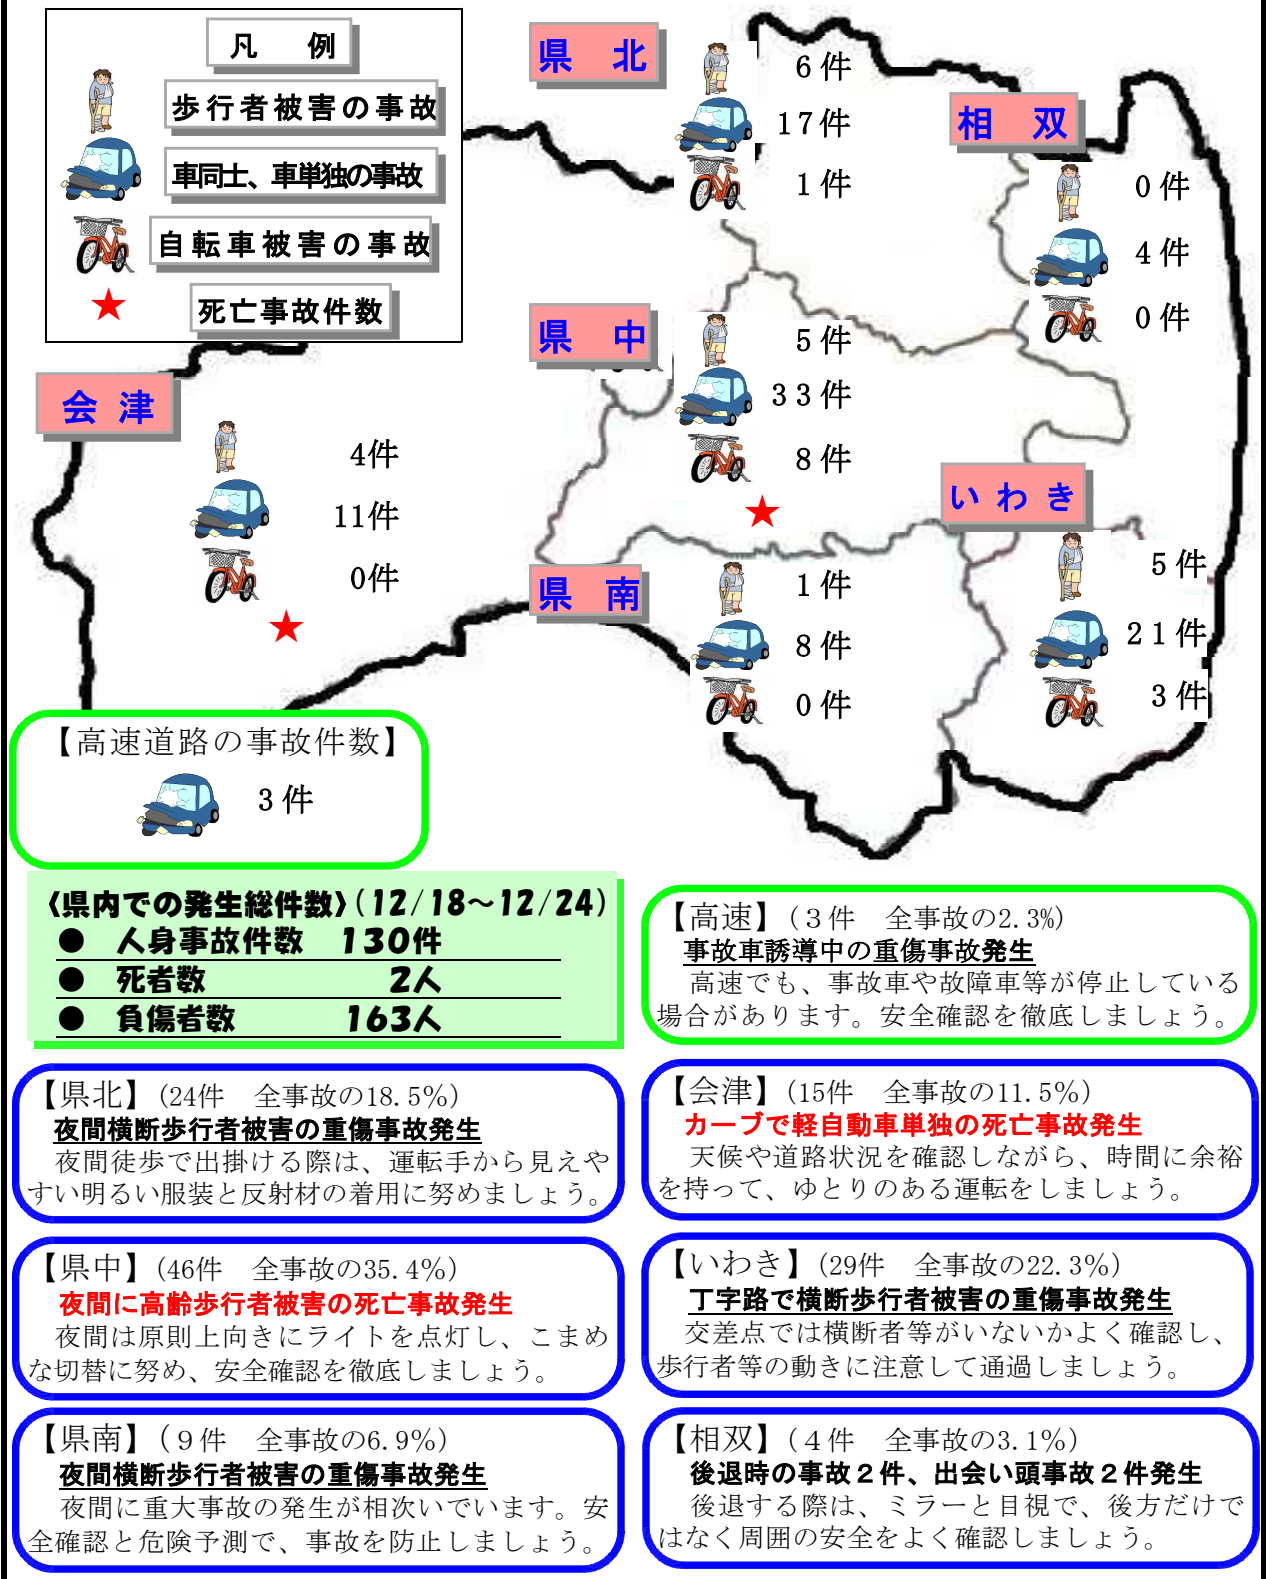 凡　例
歩行者被害の事故
車同士、車単独の事故
自転車被害の事故
死亡事故件数
県　北
6件
17件
1件
相　双
0件
4件
0件
県　中
5件
33件
8件
会津
4件
11件
0件
いわき
5件
21件
3件
県　南
1件
8件
0件
【高速道路の事故件数】
3件
〈県内での発生総件数〉(12/18～12/24)
●　人身事故件数　130件
●　死者数　2人
●　負傷者数　163人
【高速】(３件　全事故の2.3%)
事故車誘導中の重傷事故発生
高速でも、事故車や故障車等が停止している
場合があります。安全確認を徹底しましょう。
【県北】(24件　全事故の18.5%)
夜間横断歩行者被害の重傷事故発生
夜間徒歩で出掛ける際は、運転手から見えや
すい明るい服装と反射材の着用に努めましょう。
【会津】(15件　全事故の11.5%)
カーブで軽自動車単独の死亡事故発生
天候や道路状況を確認しながら、時間に余裕
を持って、ゆとりのある運転をしましょう。
【県中】(46件　全事故の35.4%)
夜間に高齢歩行者被害の死亡事故発生
夜間は原則上向きにライトを点灯し、こまめ
な切替に努め、安全確認を徹底しましょう。
【いわき】(29件　全事故の22.3%)
丁字路で横断歩行者被害の重傷事故発生
交差点では横断者等がいないかよく確認し、
歩行者等の動きに注意して通過しましょう。
【県南】(９件　全事故の6.9%)
夜間横断歩行者被害の重傷事故発生
夜間に重大事故の発生が相次いでいます。安
全確認と危険予測で、事故を防止しましょう。
【相双】(４件　全事故の3.1%)
後退時の事故２件、出会い頭事故２件発生
後退する際は、ミラーと目視で、後方だけで
はなく周囲の安全をよく確認しましょう。